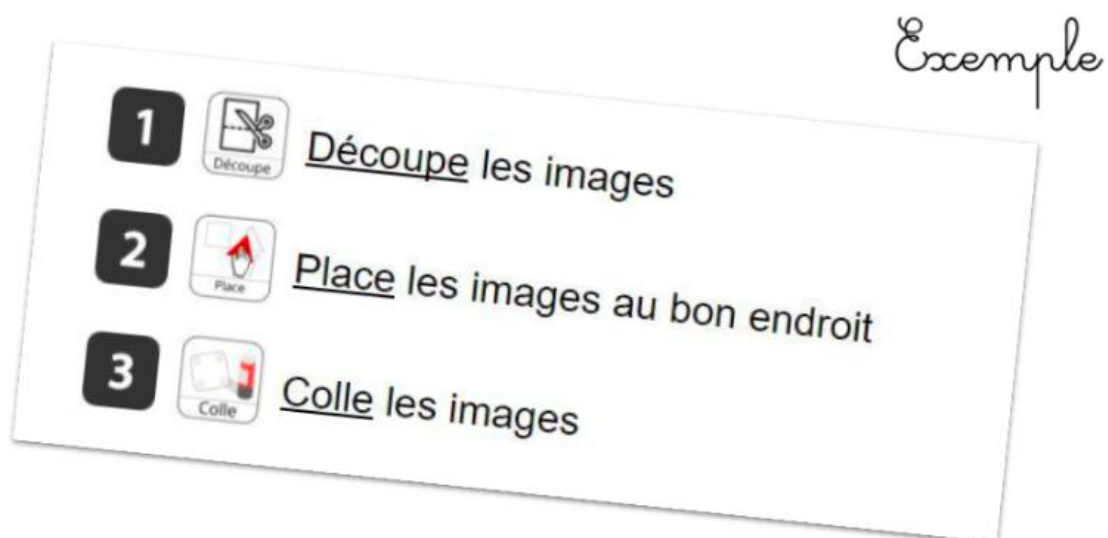 Exemple
1 Découpe Découpe les images
2 Place Place les images au bon endroit
3 Colle Colle les images